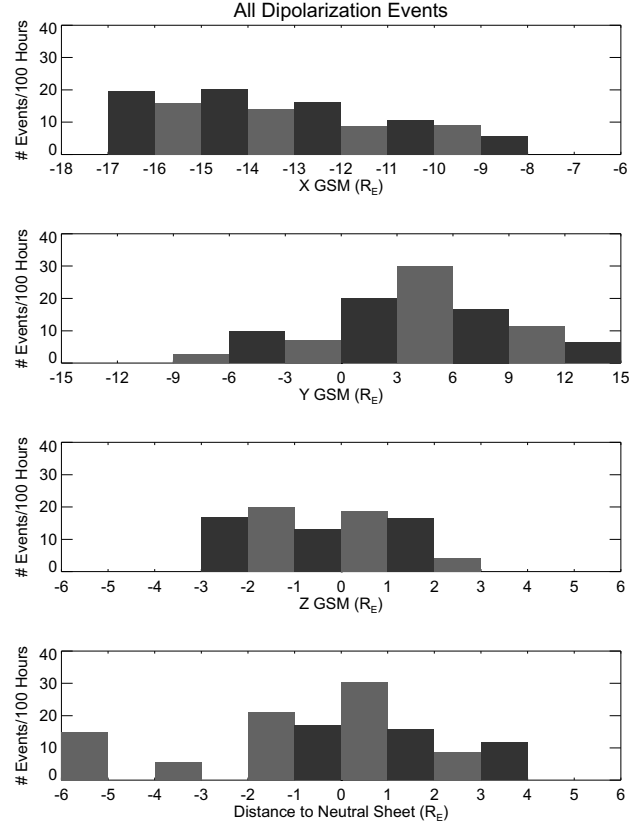 All Dipolarization Events
# Events/100 Hours
40
30
20
10
0
-18 -17 -16 -15 -14 -13 -12 -11 -10 -9 -8 -7 -6
X GSM (R_E)
# Events/100 Hours
40
30
20
10
0
-15 -12 -9 -6 -3 0 3 6 9 12 15
Y GSM (R_E)
# Events/100 Hours
40
30
20
10
0
-6 -5 -4 -3 -2 -1 0 1 2 3 4 5 6
Z GSM (R_E)
# Events/100 Hours
40
30
20
10
0
-6 -5 -4 -3 -2 -1 0 1 2 3 4 5 6
Distance to Neutral Sheet (R_E)